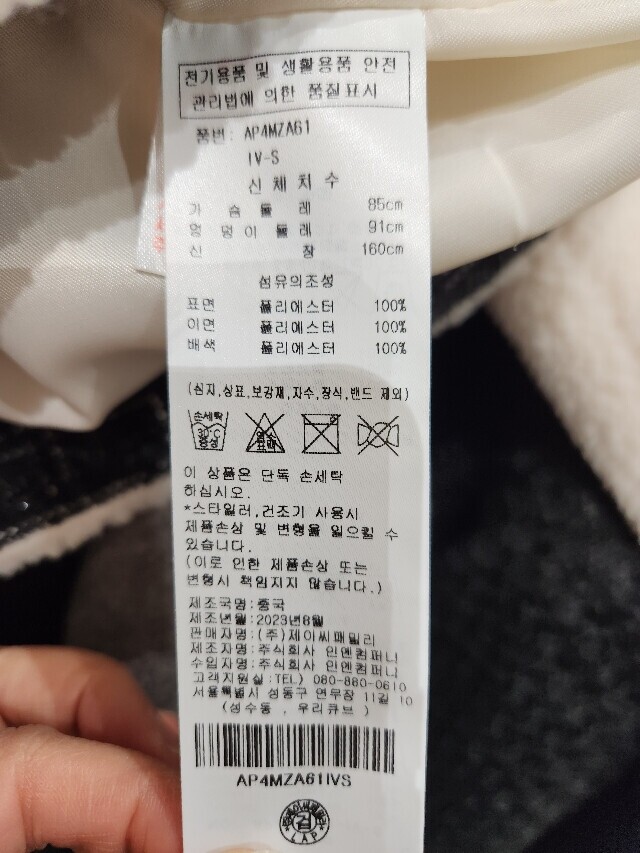 전기용품 및 생활용품 안전
관리법에 의한 품질표시
품번: AP4MZA61
IV-S
신체치수
가슴둘레 85cm
엉덩이둘레 91cm
신장 160cm
섬유의조성
표면 폴리에스터 100%
이면 폴리에스터 100%
배색 폴리에스터 100%
(심지,상표,보강재,자수,장식,밴드 제외)
손세탁
30℃
중성
염소
표백
이 상품은 단독 손세탁
하십시오.
*스타일러,건조기 사용시
제품손상 및 변형을 일으킬 수
있습니다.
(이로 인한 제품손상 또는
변형시 책임지지 않습니다.)
제조국명:중국
제조년월:2023년8월
판매자명:(주)제이씨패밀리
제조자명:주식회사 인엔컴퍼니
수입자명:주식회사 인엔컴퍼니
고객지원실:TEL) 080-880-0610
서울특별시 성동구 연무장 11길 10
(성수동 , 우리큐브 )
AP4MZA61IVS
검
LAP